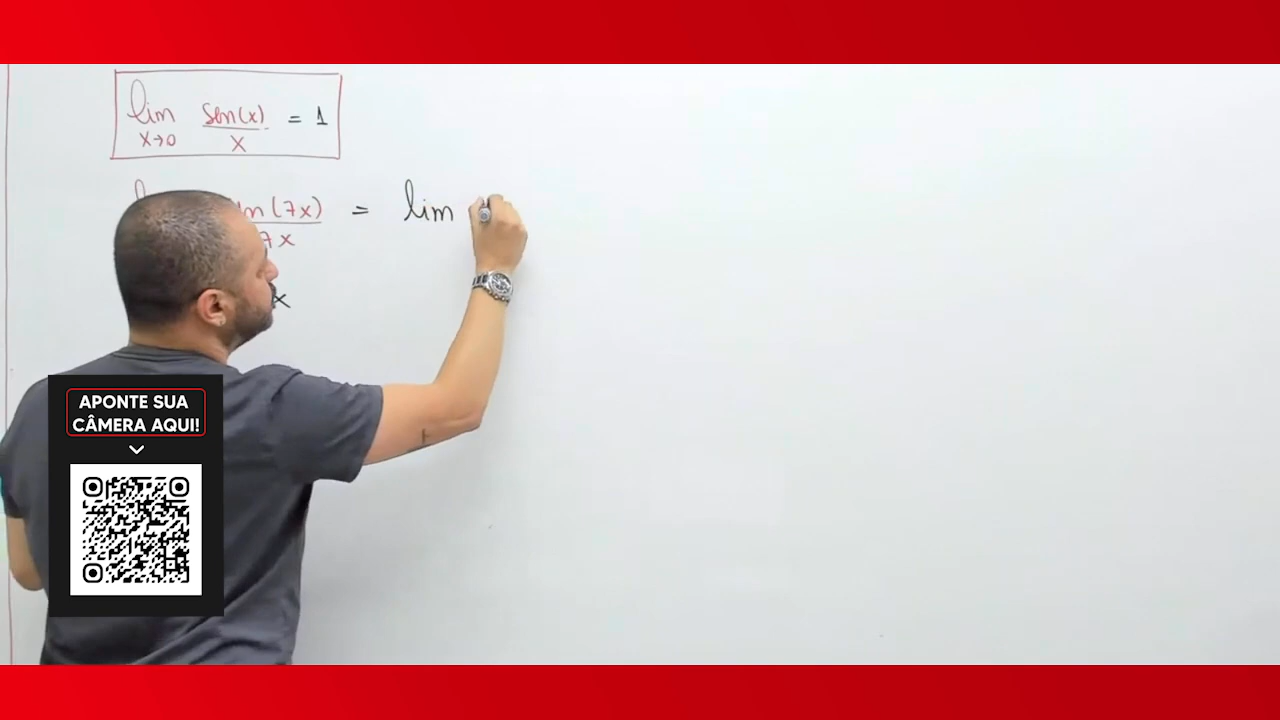 lim sen(x) = 1
x→0 x
(7x) = lim
7x
x
APONTE SUA
CÂMERA AQUI!